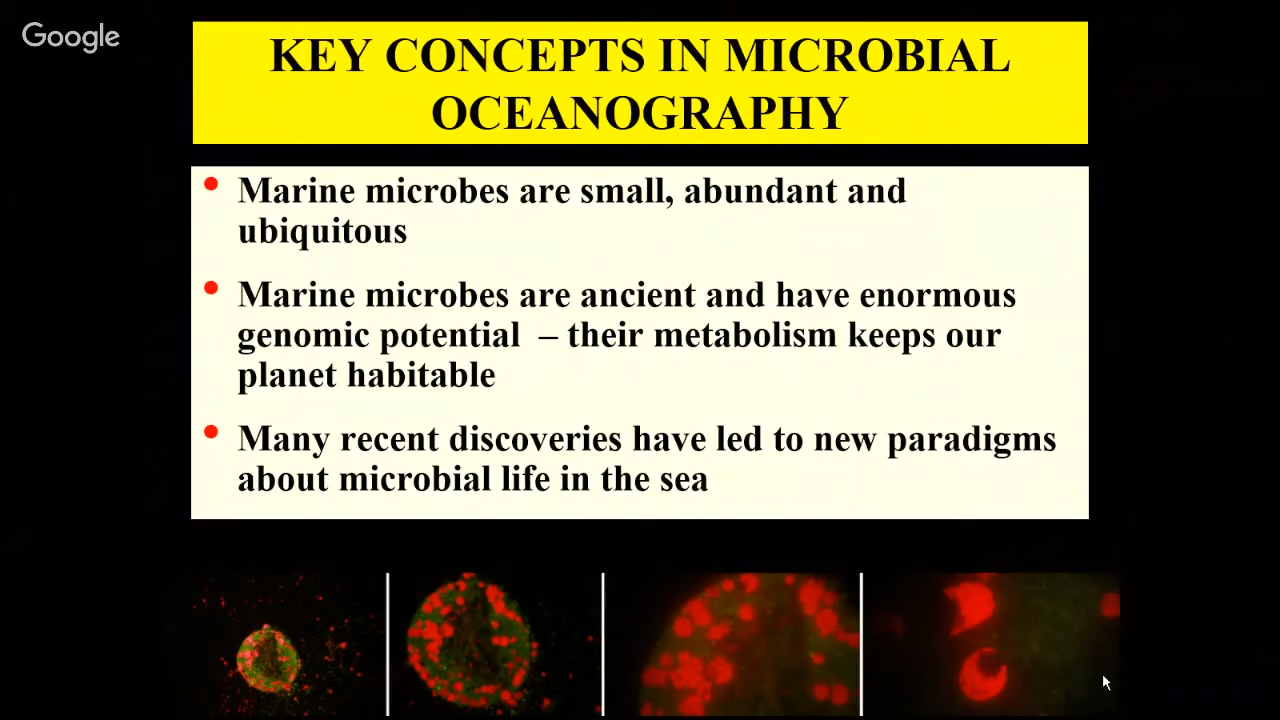 Google
KEY CONCEPTS IN MICROBIAL
OCEANOGRAPHY
• Marine microbes are small, abundant and
ubiquitous
• Marine microbes are ancient and have enormous
genomic potential – their metabolism keeps our
planet habitable
• Many recent discoveries have led to new paradigms
about microbial life in the sea